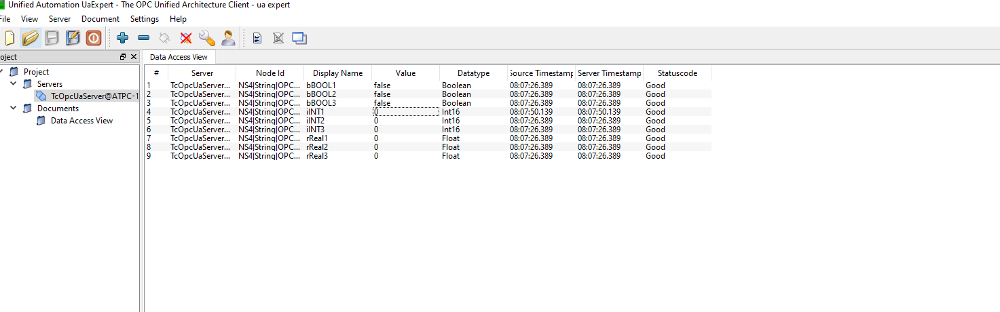 Unified Automation UaExpert - The OPC Unified Architecture Client - ua expert
File View Server Document Settings Help
oject
Project
Servers
TcOpcUaServer@ATPC-1
Documents
Data Access View
Data Access View
# Server Node Id Display Name Value Datatype Source Timestamp Server Timestamp Statuscode
1 TcOpcUaServer... NS4|String|OPC... bBOOL1 false Boolean 08:07:26.389 08:07:26.389 Good
2 TcOpcUaServer... NS4|String|OPC... bBOOL2 false Boolean 08:07:26.389 08:07:26.389 Good
3 TcOpcUaServer... NS4|String|OPC... bBOOL3 false Boolean 08:07:26.389 08:07:26.389 Good
4 TcOpcUaServer... NS4|String|OPC... iINT1 0 Int16 08:07:50.139 08:07:50.139 Good
5 TcOpcUaServer... NS4|String|OPC... iINT2 0 Int16 08:07:26.389 08:07:26.389 Good
6 TcOpcUaServer... NS4|String|OPC... iINT3 0 Int16 08:07:26.389 08:07:26.389 Good
7 TcOpcUaServer... NS4|String|OPC... rReal1 0 Float 08:07:26.389 08:07:26.389 Good
8 TcOpcUaServer... NS4|String|OPC... rReal2 0 Float 08:07:26.389 08:07:26.389 Good
9 TcOpcUaServer... NS4|String|OPC... rReal3 0 Float 08:07:26.389 08:07:26.389 Good